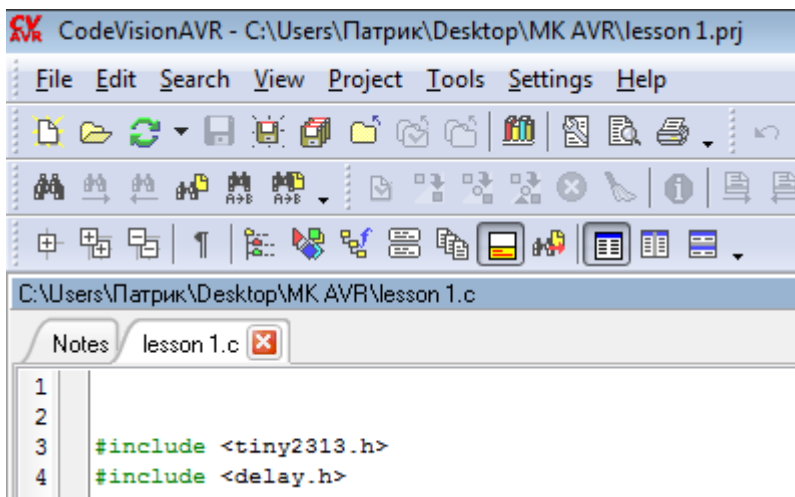 CodeVisionAVR - C:\Users\Патрик\Desktop\MK AVR\lesson 1.prj
File Edit Search View Project Tools Settings Help
C:\Users\Патрик\Desktop\MK AVR\lesson 1.c
Notes lesson 1.c
1
2
3 #include <tiny2313.h>
4 #include <delay.h>